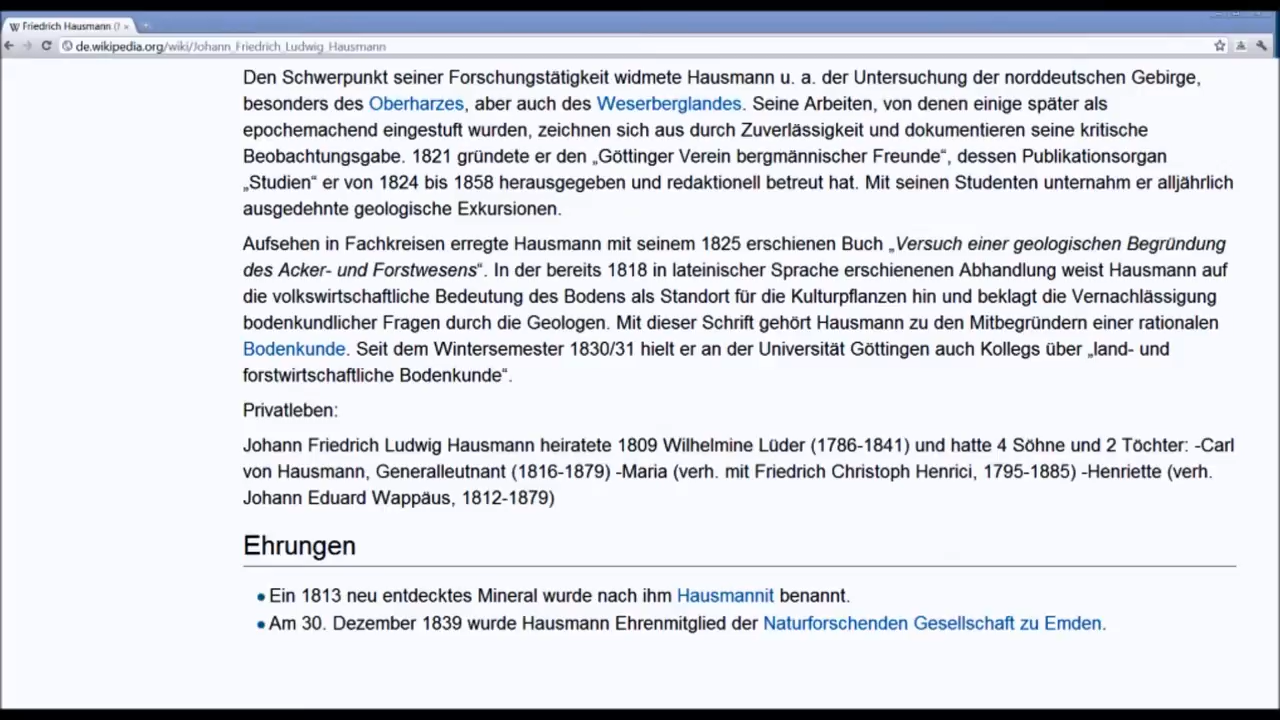 Friedrich Hausmann (
de.wikipedia.org/wiki/Johann_Friedrich_Ludwig_Hausmann
Den Schwerpunkt seiner Forschungstätigkeit widmete Hausmann u. a. der Untersuchung der norddeutschen Gebirge,
besonders des Oberharzes, aber auch des Weserberglandes. Seine Arbeiten, von denen einige später als
epochemachend eingestuft wurden, zeichnen sich aus durch Zuverlässigkeit und dokumentieren seine kritische
Beobachtungsgabe. 1821 gründete er den „Göttinger Verein bergmännischer Freunde“, dessen Publikationsorgan
„Studien“ er von 1824 bis 1858 herausgegeben und redaktionell betreut hat. Mit seinen Studenten unternahm er alljährlich
ausgedehnte geologische Exkursionen.
Aufsehen in Fachkreisen erregte Hausmann mit seinem 1825 erschienen Buch „Versuch einer geologischen Begründung
des Acker- und Forstwesens“. In der bereits 1818 in lateinischer Sprache erschienenen Abhandlung weist Hausmann auf
die volkswirtschaftliche Bedeutung des Bodens als Standort für die Kulturpflanzen hin und beklagt die Vernachlässigung
bodenkundlicher Fragen durch die Geologen. Mit dieser Schrift gehört Hausmann zu den Mitbegründern einer rationalen
Bodenkunde. Seit dem Wintersemester 1830/31 hielt er an der Universität Göttingen auch Kollegs über „land- und
forstwirtschaftliche Bodenkunde“.
Privatleben:
Johann Friedrich Ludwig Hausmann heiratete 1809 Wilhelmine Lüder (1786-1841) und hatte 4 Söhne und 2 Töchter: -Carl
von Hausmann, Generalleutnant (1816-1879) -Maria (verh. mit Friedrich Christoph Henrici, 1795-1885) -Henriette (verh.
Johann Eduard Wappäus, 1812-1879)
Ehrungen
Ein 1813 neu entdecktes Mineral wurde nach ihm Hausmannit benannt.
Am 30. Dezember 1839 wurde Hausmann Ehrenmitglied der Naturforschenden Gesellschaft zu Emden.